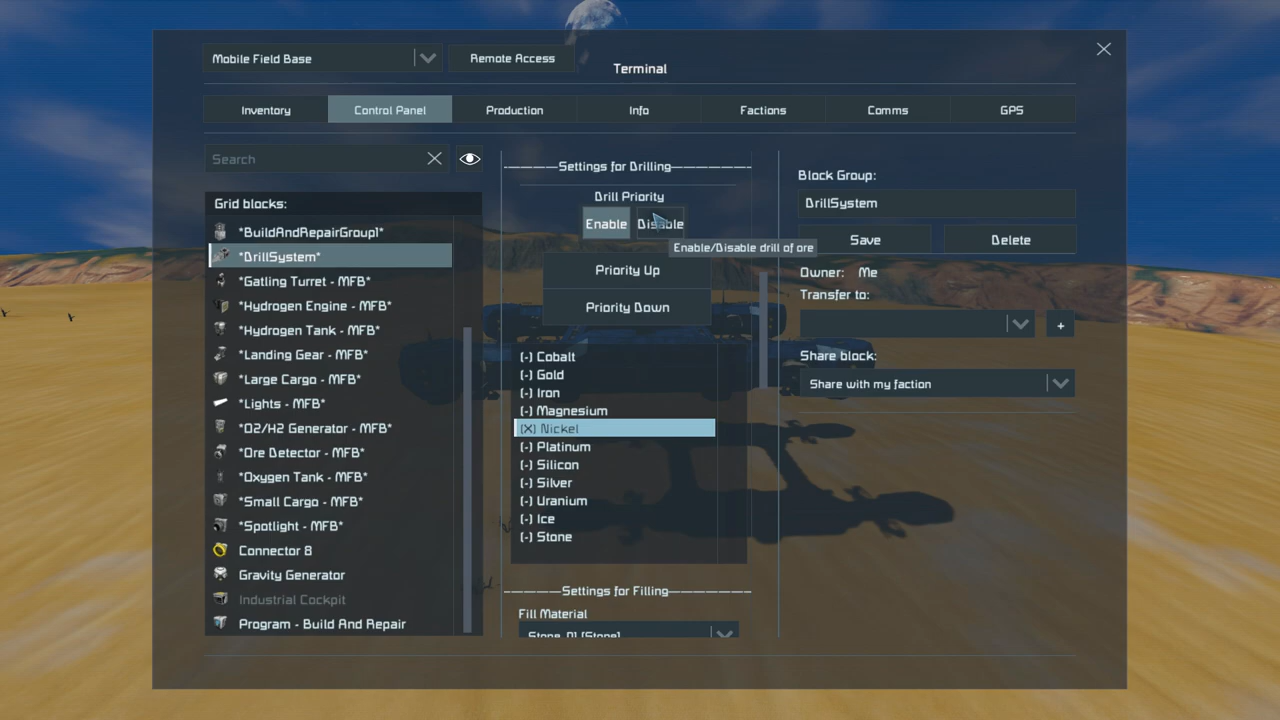 Mobile Field Base
Remote Access
Terminal
Inventory
Control Panel
Production
Info
Factions
Comms
GPS
Search
Grid blocks:
*BuildAndRepairGroup1*
*DrillSystem*
*Gatling Turret - MFB*
*Hydrogen Engine - MFB*
*Hydrogen Tank - MFB*
*Landing Gear - MFB*
*Large Cargo - MFB*
*Lights - MFB*
*O2/H2 Generator - MFB*
*Ore Detector - MFB*
*Oxygen Tank - MFB*
*Small Cargo - MFB*
*Spotlight - MFB*
Connector 8
Gravity Generator
Industrial Cockpit
Program - Build And Repair
Settings for Drilling
Drill Priority
Enable
Disable
Enable/Disable drill of ore
Priority Up
Priority Down
(-) Cobalt
(-) Gold
(-) Iron
(-) Magnesium
(X) Nickel
(-) Platinum
(-) Silicon
(-) Silver
(-) Uranium
(-) Ice
(-) Stone
Settings for Filling
Fill Material
Stone_01 (Stone)
Block Group:
DrillSystem
Save
Delete
Owner: Me
Transfer to:
+
Share block:
Share with my faction